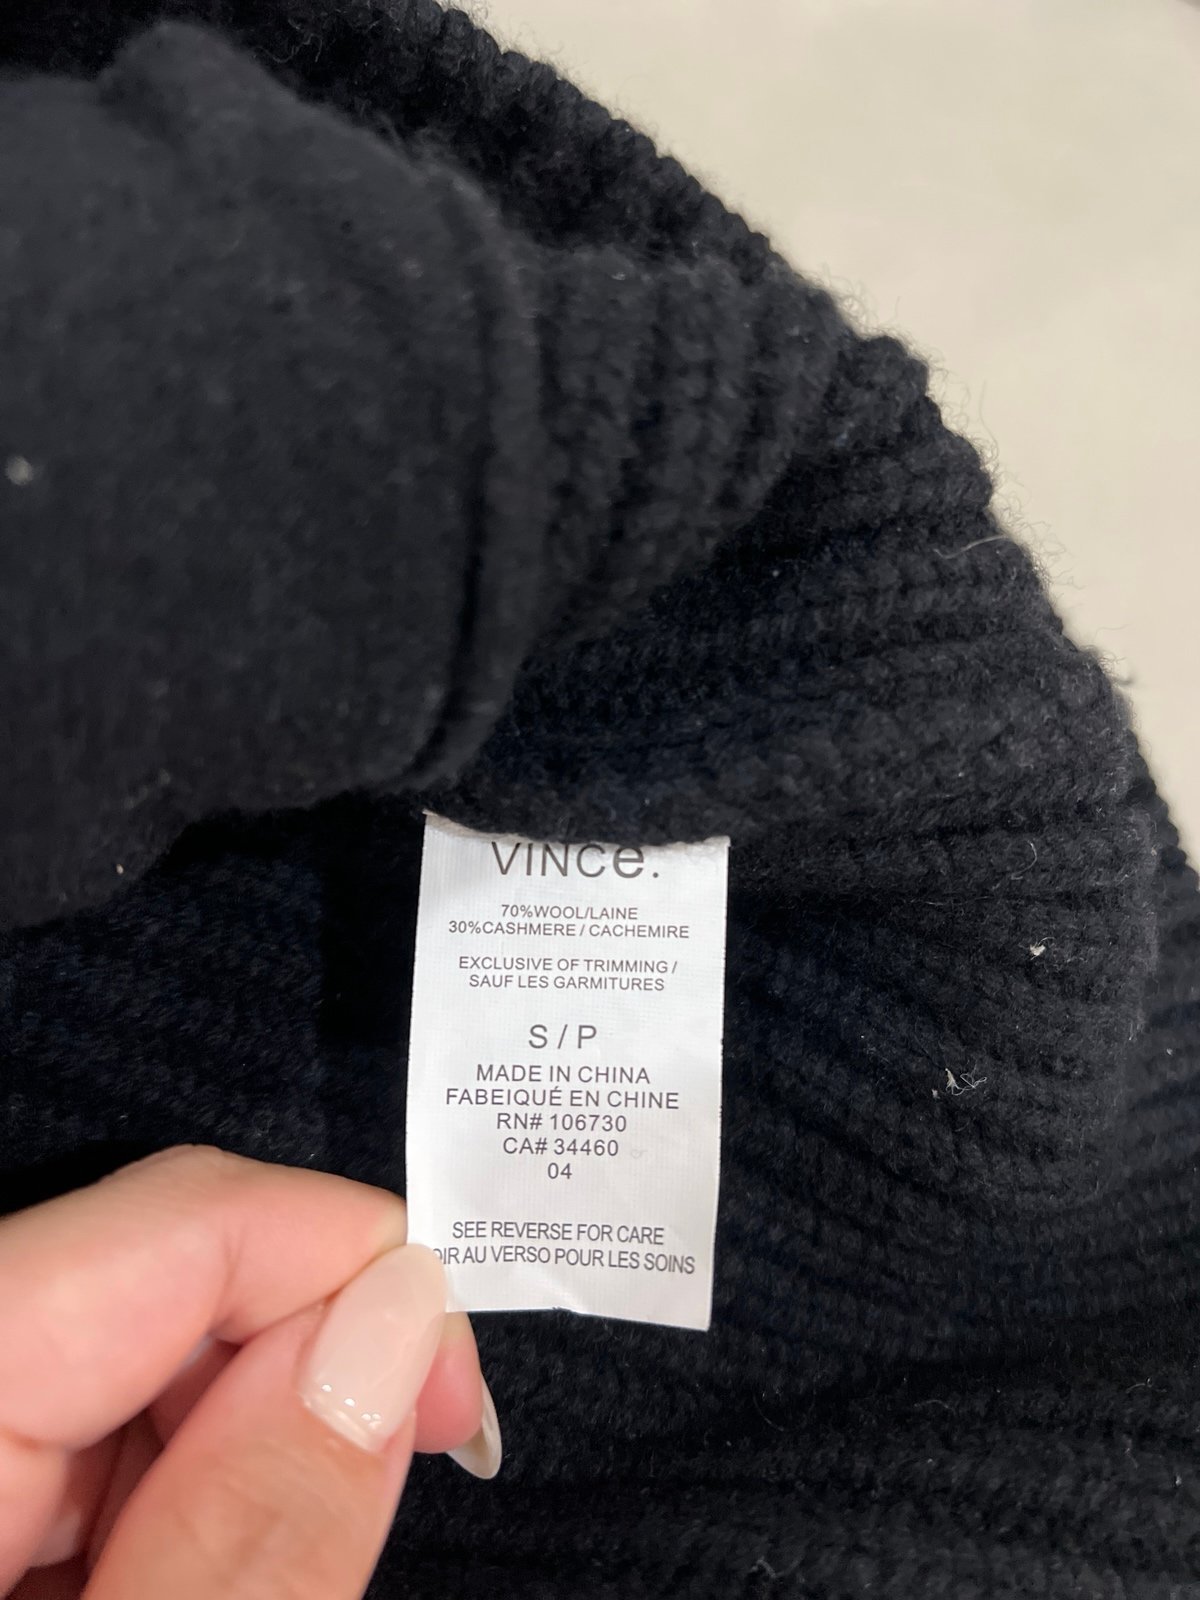 VINCe.
70%WOOL/LAINE
30%CASHMERE / CACHEMIRE
EXCLUSIVE OF TRIMMING /
SAUF LES GARMITURES
S / P
MADE IN CHINA
FABEIQUÉ EN CHINE
RN# 106730
CA# 34460
04
SEE REVERSE FOR CARE
OIR AU VERSO POUR LES SOINS